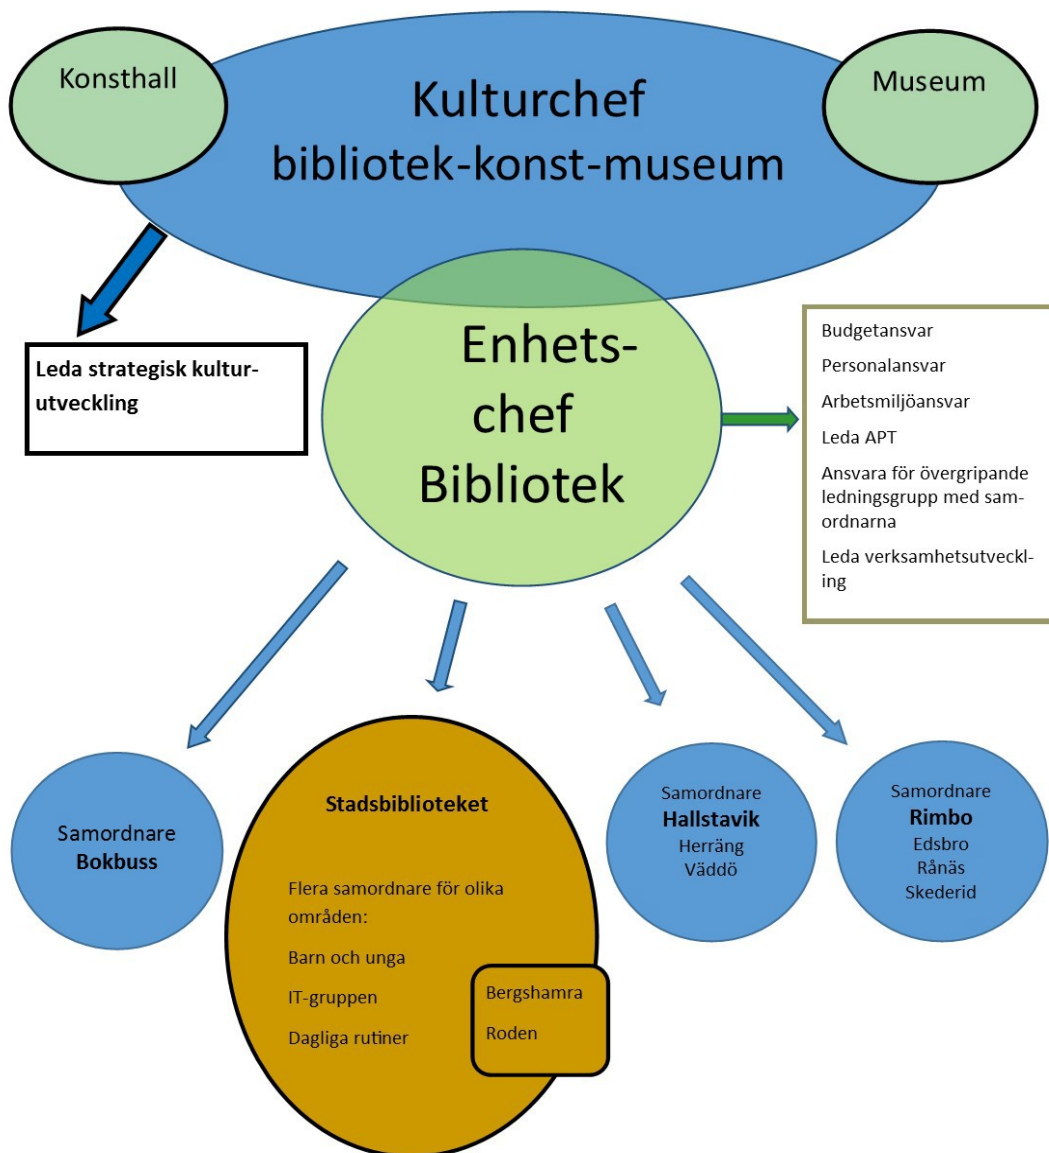 Konsthall
Kulturchef
bibliotek-konst-museum
Museum
Leda strategisk kultur-
utveckling
Enhets-
chef
Bibliotek
Budgetansvar
Personalansvar
Arbetsmiljöansvar
Leda APT
Ansvara för övergripande
ledningsgrupp med sam-
ordnarna
Leda verksamhetsutveckl-
ing
Samordnare
Bokbuss
Stadsbiblioteket
Flera samordnare för olika
områden:
Barn och unga
IT-gruppen
Dagliga rutiner
Bergshamra
Roden
Samordnare
Hallstavik
Herräng
Väddö
Samordnare
Rimbo
Edsbro
Rånäs
Skederid